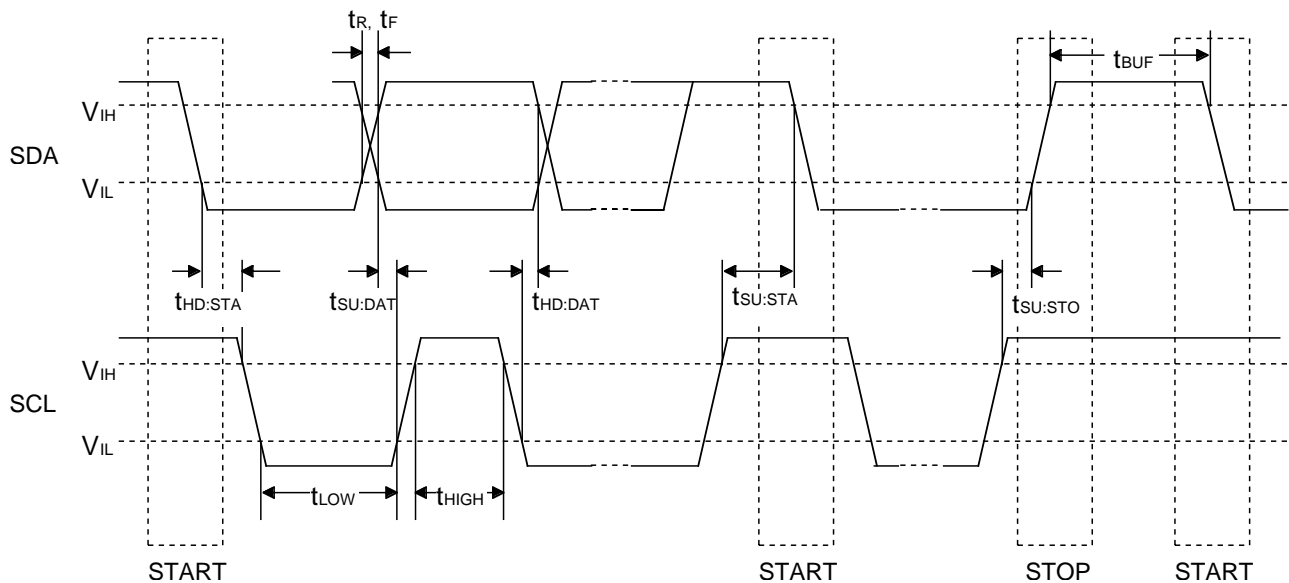 tR, tF
tBUF
VIH
SDA
VIL
tHD:STA
tSU:DAT
tHD:DAT
tSU:STA
tSU:STO
VIH
SCL
VIL
tLOW
tHIGH
START
START
STOP
START